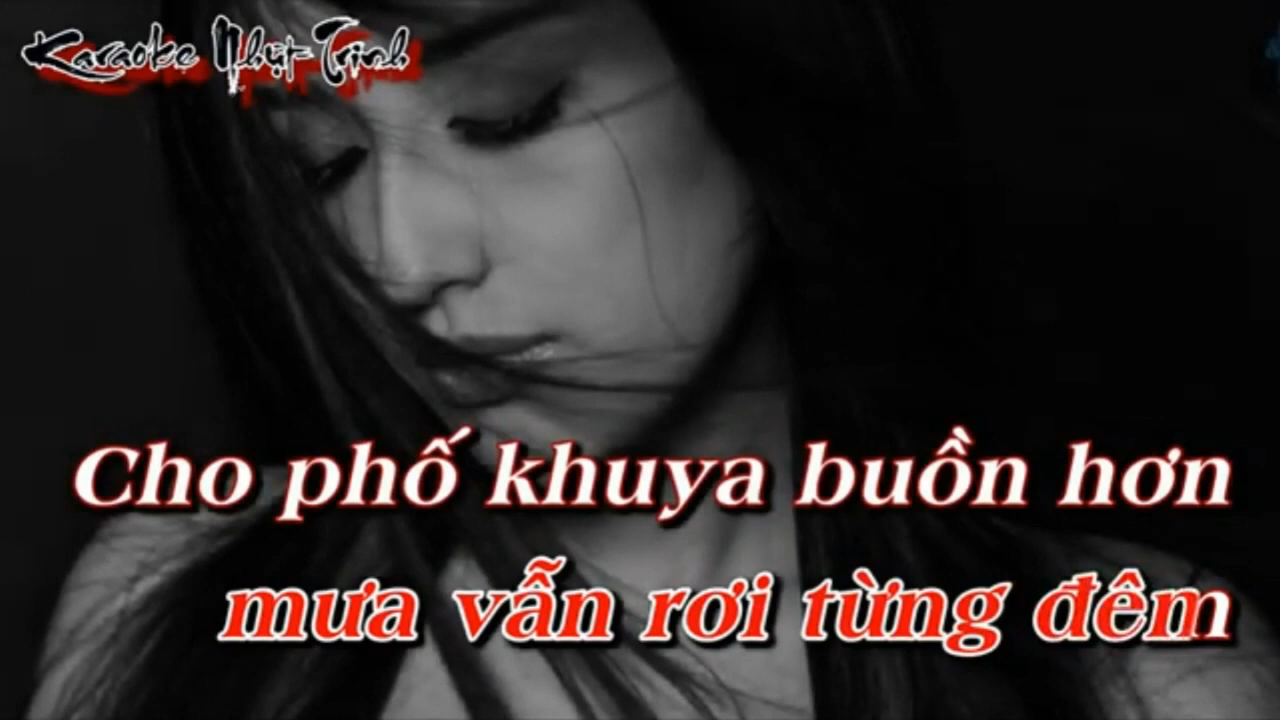 Karaoke Nhật Trinh
Cho phố khuya buồn hơn
mưa vẫn rơi từng đêm